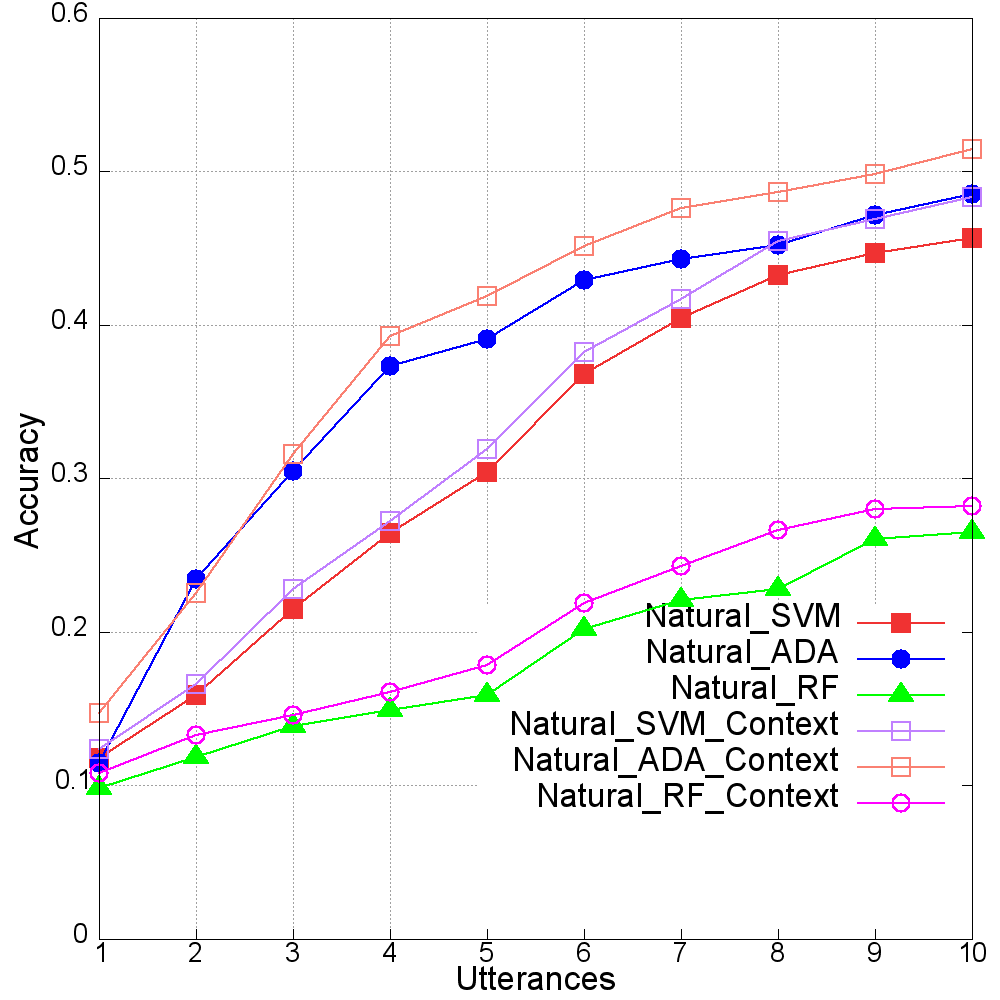 0.6
0.5
0.4
0.3
0.2
0.1
0
Accuracy
Natural_SVM
Natural_ADA
Natural_RF
Natural_SVM_Context
Natural_ADA_Context
Natural_RF_Context
1 2 3 4 5 6 7 8 9 10
Utterances